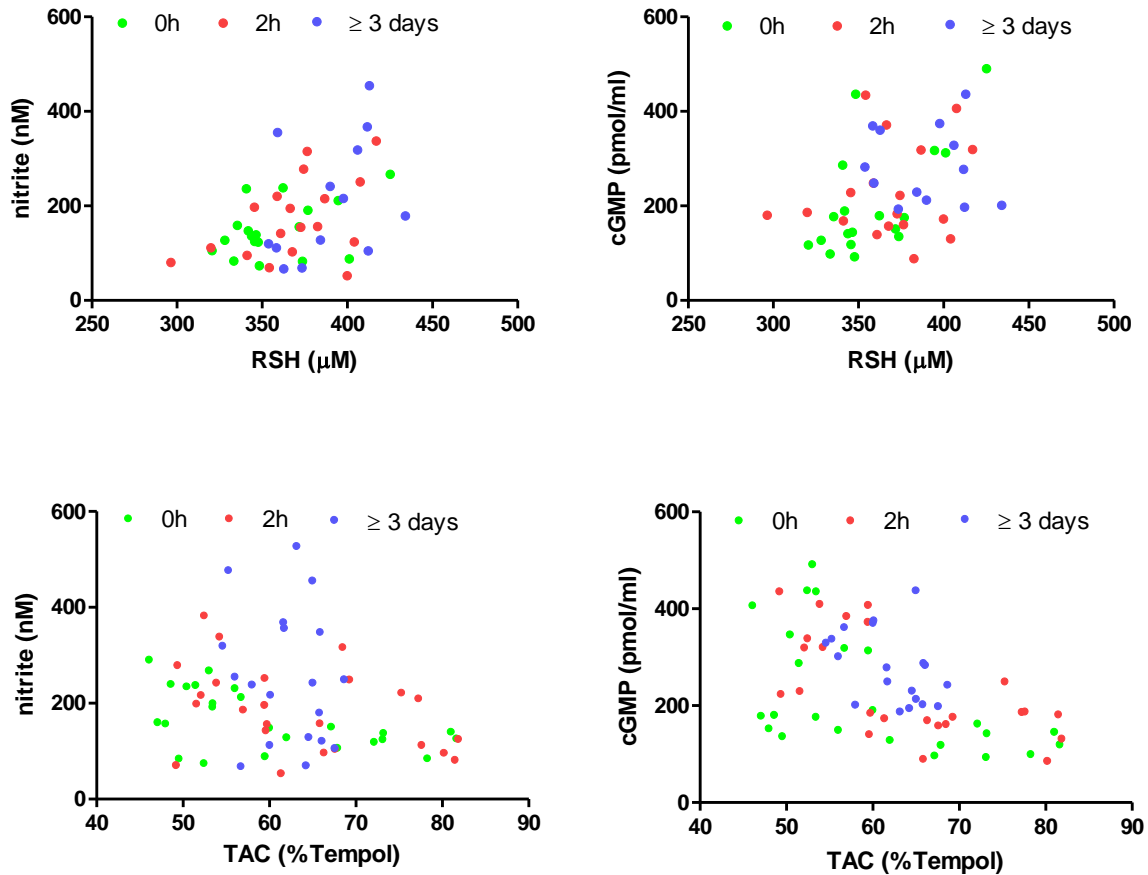 0h 2h ≥ 3 days
nitrite (nM)
600
400
200
0
250 300 350 400 450 500
RSH (μM)
0h 2h ≥ 3 days
cGMP (pmol/ml)
600
400
200
0
250 300 350 400 450 500
RSH (μM)
0h 2h ≥ 3 days
nitrite (nM)
600
400
200
0
40 50 60 70 80 90
TAC (%Tempol)
0h 2h ≥ 3 days
cGMP (pmol/ml)
600
400
200
0
40 50 60 70 80 90
TAC (%Tempol)